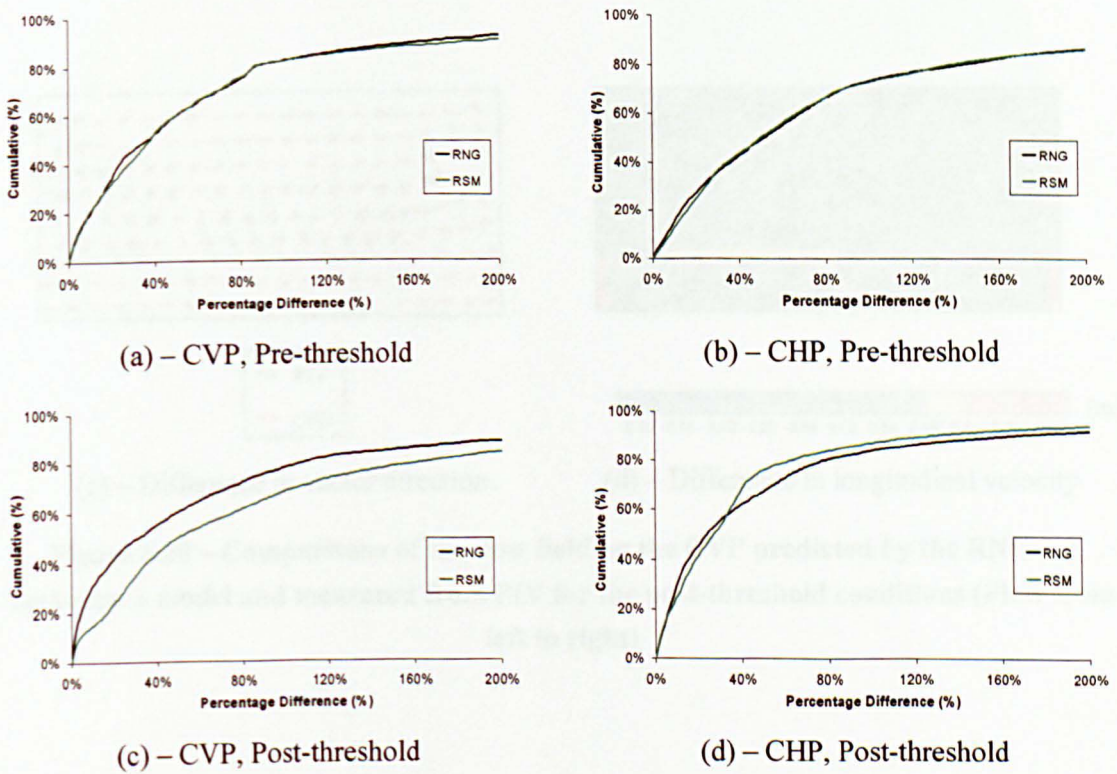 100%
80%
60%
40%
20%
0%
Cumulative (%)
RNG
RSM
0% 40% 80% 120% 160% 200%
Percentage Difference (%)
(a) – CVP, Pre-threshold
100%
80%
60%
40%
20%
0%
Cumulative (%)
RNG
RSM
0% 40% 80% 120% 160% 200%
Percentage Difference (%)
(b) – CHP, Pre-threshold
100%
80%
60%
40%
20%
0%
Cumulative (%)
RNG
RSM
0% 40% 80% 120% 160% 200%
Percentage Difference (%)
(c) – CVP, Post-threshold
100%
80%
60%
40%
20%
0%
Cumulative (%)
RNG
RSM
0% 40% 80% 120% 160% 200%
Percentage Difference (%)
(d) – CHP, Post-threshold